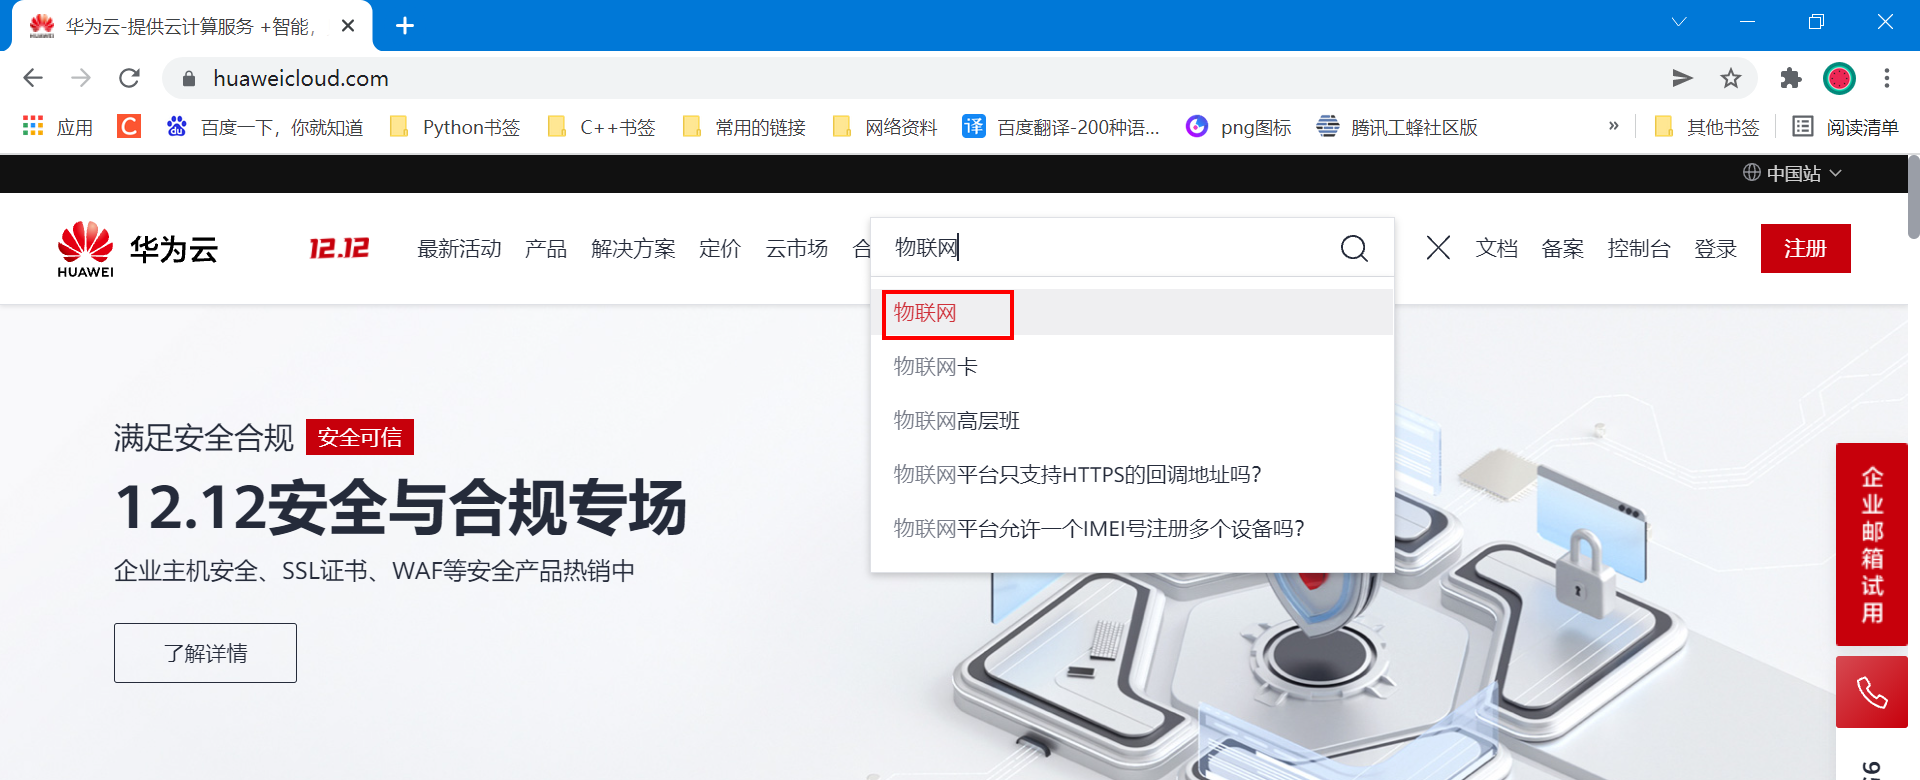 华为云-提供云计算服务 +智能,
huaweicloud.com
应用 C 百度一下，你就知道 Python书签 C++书签 常用的链接 网络资料 译 百度翻译-200种语... png图标 腾讯工蜂社区版 » 其他书签 阅读清单
中国站
HUAWEI 华为云 12.12 最新活动 产品 解决方案 定价 云市场 合 物联网 文档 备案 控制台 登录 注册
物联网
物联网卡
物联网高层班
物联网平台只支持HTTPS的回调地址吗?
物联网平台允许一个IMEI号注册多个设备吗?
满足安全合规 安全可信
12.12安全与合规专场
企业主机安全、SSL证书、WAF等安全产品热销中
了解详情
企业邮箱试用